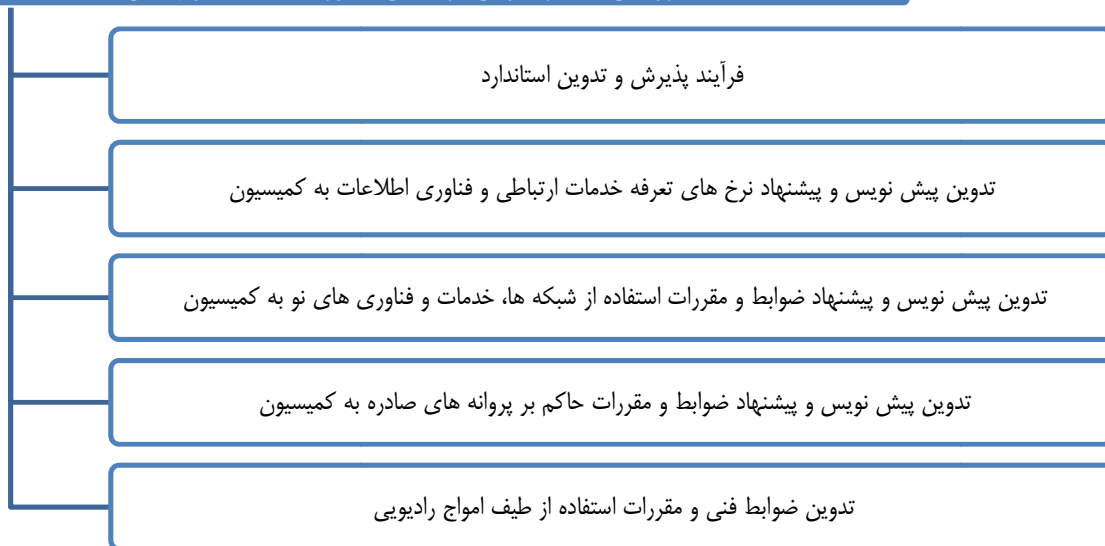 فرآیند پذیرش و تدوین استاندارد
تدوین پیش نویس و پیشنهاد نرخ های تعرفه خدمات ارتباطی و فناوری اطلاعات به کمیسیون
تدوین پیش نویس و پیشنهاد ضوابط و مقررات استفاده از شبکه ها، خدمات و فناوری های نو به کمیسیون
تدوین پیش نویس و پیشنهاد ضوابط و مقررات حاکم بر پروانه های صادره به کمیسیون
تدوین ضوابط فنی و مقررات استفاده از طیف امواج رادیویی